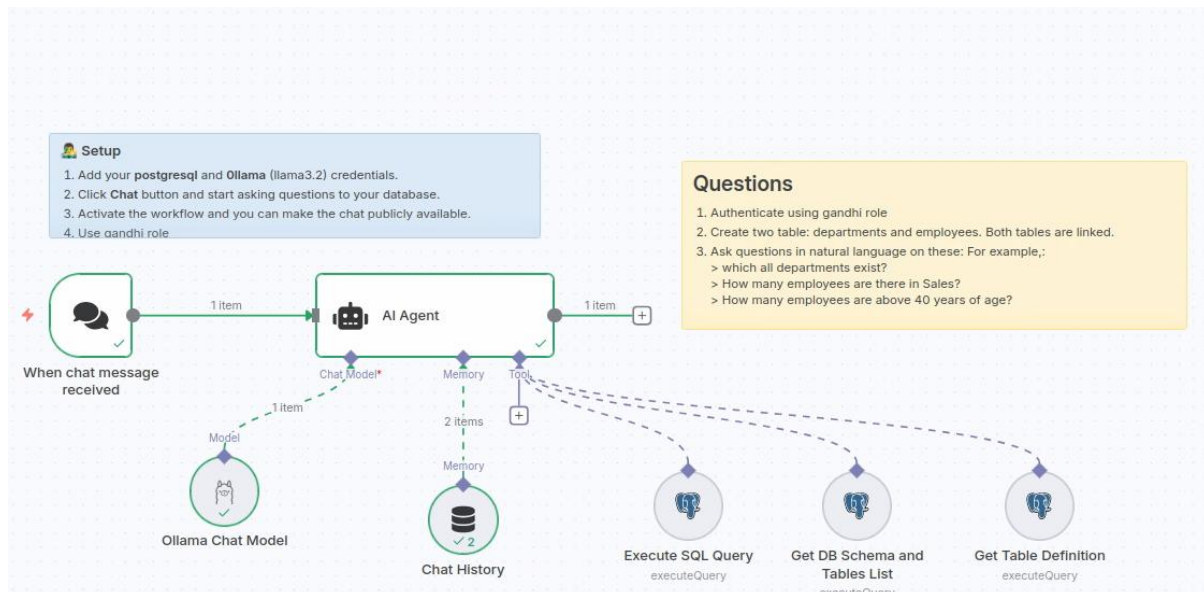 Setup
1. Add your postgresql and 0llama (llama3.2) credentials.
2. Click Chat button and start asking questions to your database.
3. Activate the workflow and you can make the chat publicly available.
4. Use gandhi role
Questions
1. Authenticate using gandhi role
2. Create two table: departments and employees. Both tables are linked.
3. Ask questions in natural language on these: For example,:
> which all departments exist?
> How many employees are there in Sales?
> How many employees are above 40 years of age?
1 item
AI Agent
1 item
When chat message
received
Chat Model*
Memory
Tool
1 item
2 items
Model
Memory
2
Ollama Chat Model
Chat History
Execute SQL Query
executeQuery
Get DB Schema and
Tables List
executeQuery
Get Table Definition
executeQuery